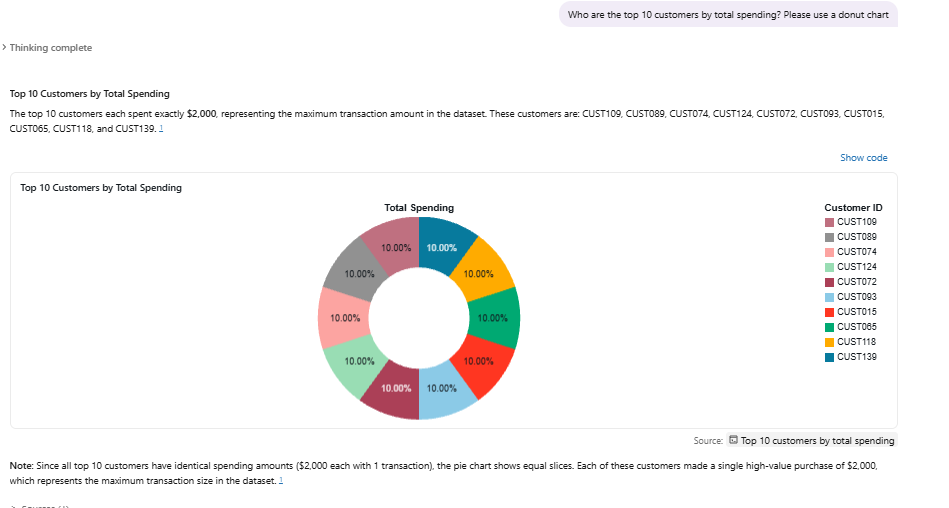 Who are the top 10 customers by total spending? Please use a donut chart
> Thinking complete
Top 10 Customers by Total Spending
The top 10 customers each spent exactly $2,000, representing the maximum transaction amount in the dataset. These customers are: CUST109, CUST089, CUST074, CUST124, CUST072, CUST093, CUST015,
CUST065, CUST118, and CUST139. 1
Show code
Top 10 Customers by Total Spending
Total Spending
10.00% 10.00%
10.00% 10.00%
10.00% 10.00%
10.00% 10.00%
10.00% 10.00%
Customer ID
CUST109
CUST089
CUST074
CUST124
CUST072
CUST093
CUST015
CUST065
CUST118
CUST139
Source: Top 10 customers by total spending
Note: Since all top 10 customers have identical spending amounts ($2,000 each with 1 transaction), the pie chart shows equal slices. Each of these customers made a single high-value purchase of $2,000,
which represents the maximum transaction size in the dataset. 1